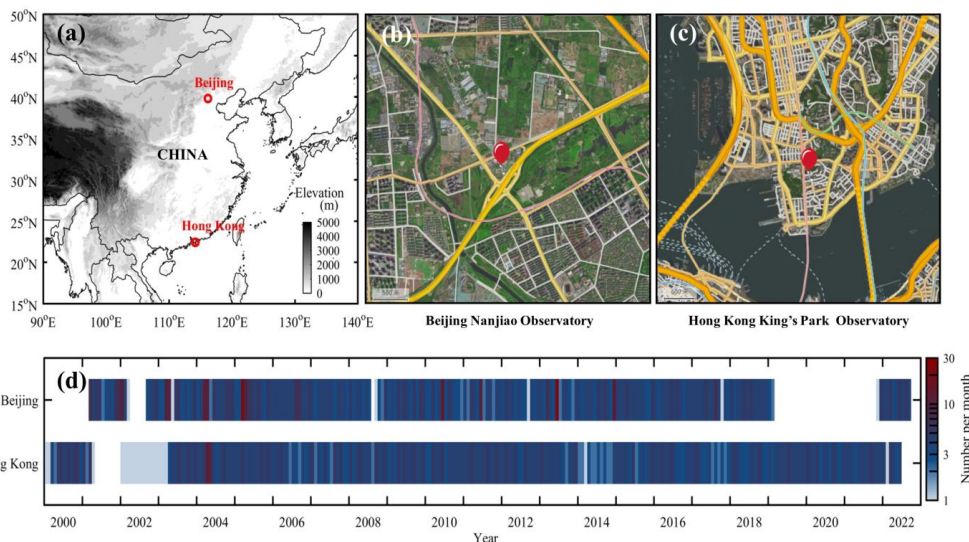 (a)
50°N
45°N
40°N
35°N
30°N
25°N
20°N
15°N
90°E
100°E
110°E
120°E
130°E
140°E
Beijing
CHINA
Hong Kong
Elevation
(m)
5000
4000
3000
2000
1000
0
(b)
500 m
Beijing Nanjiao Observatory
(c)
Hong Kong King's Park Observatory
(d)
Beijing
g Kong
2000 2002 2004 2006 2008 2010 2012 2014 2016 2018 2020 2022
Year
30
10
3
1
Number per month